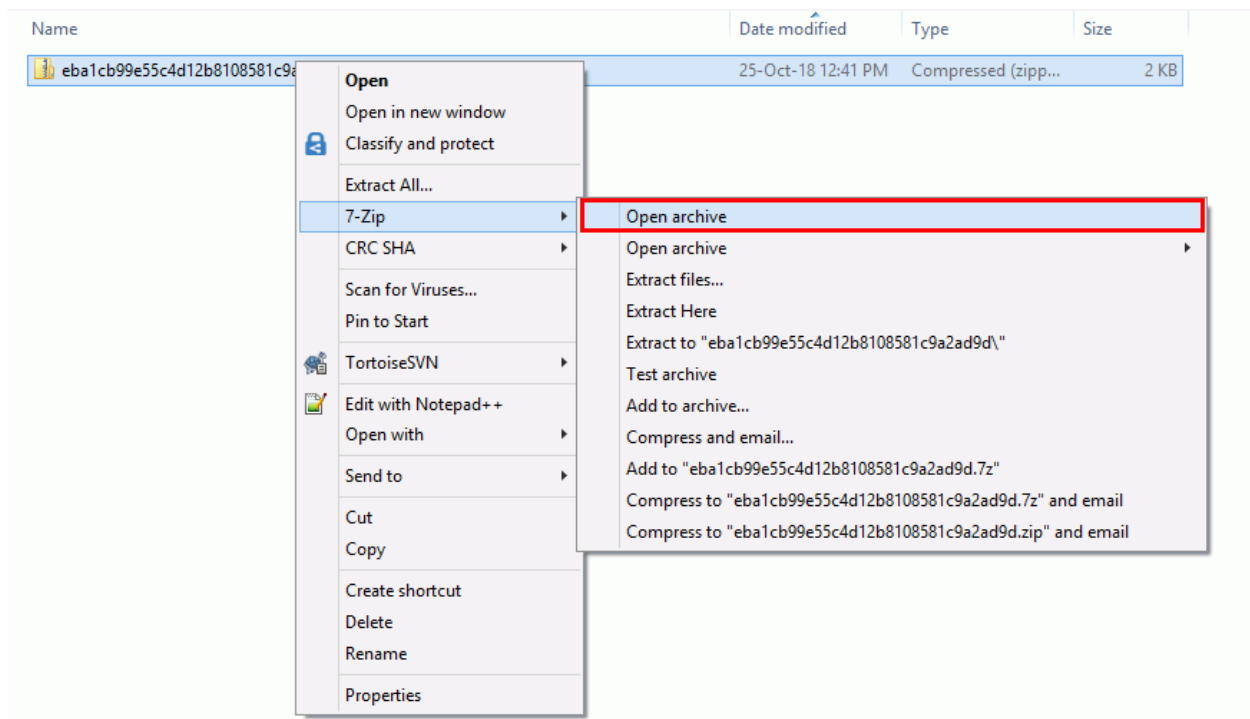 Name Date modified Type Size
eba1cb99e55c4d12b8108581c9a 25-Oct-18 12:41 PM Compressed (zipp... 2 KB
Open
Open in new window
Classify and protect
Extract All...
7-Zip
CRC SHA
Scan for Viruses...
Pin to Start
TortoiseSVN
Edit with Notepad++
Open with
Send to
Cut
Copy
Create shortcut
Delete
Rename
Properties
Open archive
Open archive
Extract files...
Extract Here
Extract to "eba1cb99e55c4d12b8108581c9a2ad9d\"
Test archive
Add to archive...
Compress and email...
Add to "eba1cb99e55c4d12b8108581c9a2ad9d.7z"
Compress to "eba1cb99e55c4d12b8108581c9a2ad9d.7z" and email
Compress to "eba1cb99e55c4d12b8108581c9a2ad9d.zip" and email